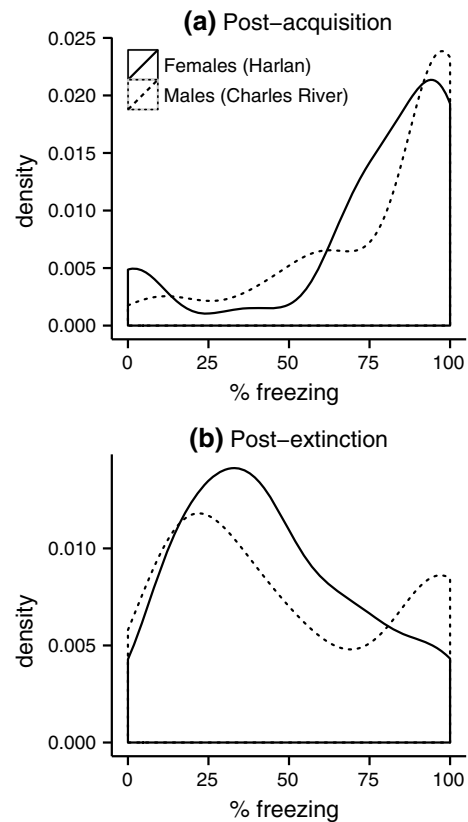 (a) Post−acquisition
0.025
0.020
0.015
0.010
0.005
0.000
density
Females (Harlan)
Males (Charles River)
0 25 50 75 100
% freezing
(b) Post−extinction
0.010
0.005
0.000
density
0 25 50 75 100
% freezing